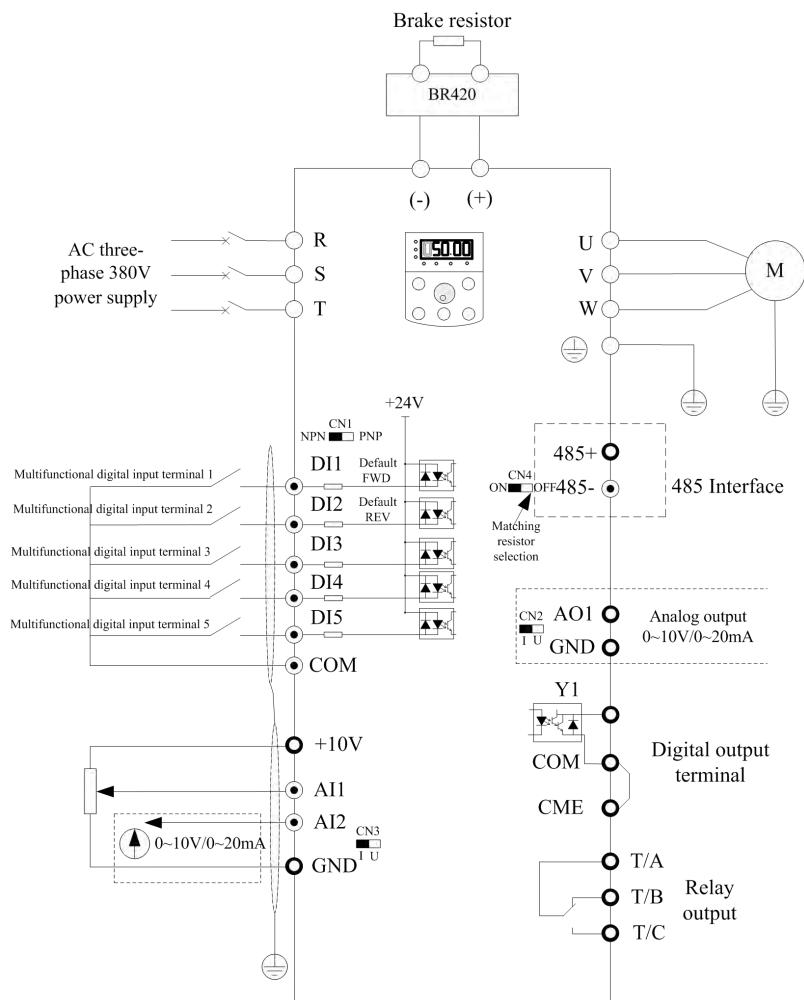 Brake resistor
BR420
(-) (+)
AC three-
phase 380V
power supply
R
S
T
50.00
U
V
W
M
+24V
CN1
NPN PNP
Multifunctional digital input terminal 1
DI1
Default
FWD
Multifunctional digital input terminal 2
DI2
Default
REV
Multifunctional digital input terminal 3
DI3
Multifunctional digital input terminal 4
DI4
Multifunctional digital input terminal 5
DI5
COM
485+
CN4
ON OFF
485-
485 Interface
Matching
resistor
selection
CN2
I U
AO1
GND
Analog output
0~10V/0~20mA
Y1
COM
CME
Digital output
terminal
+10V
AI1
AI2
0~10V/0~20mA
CN3
I U
GND
T/A
T/B
T/C
Relay
output